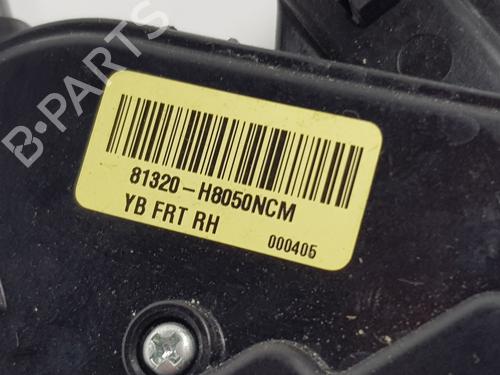 B-PARTS
81320-H8050NCM
YB FRT RH
000405